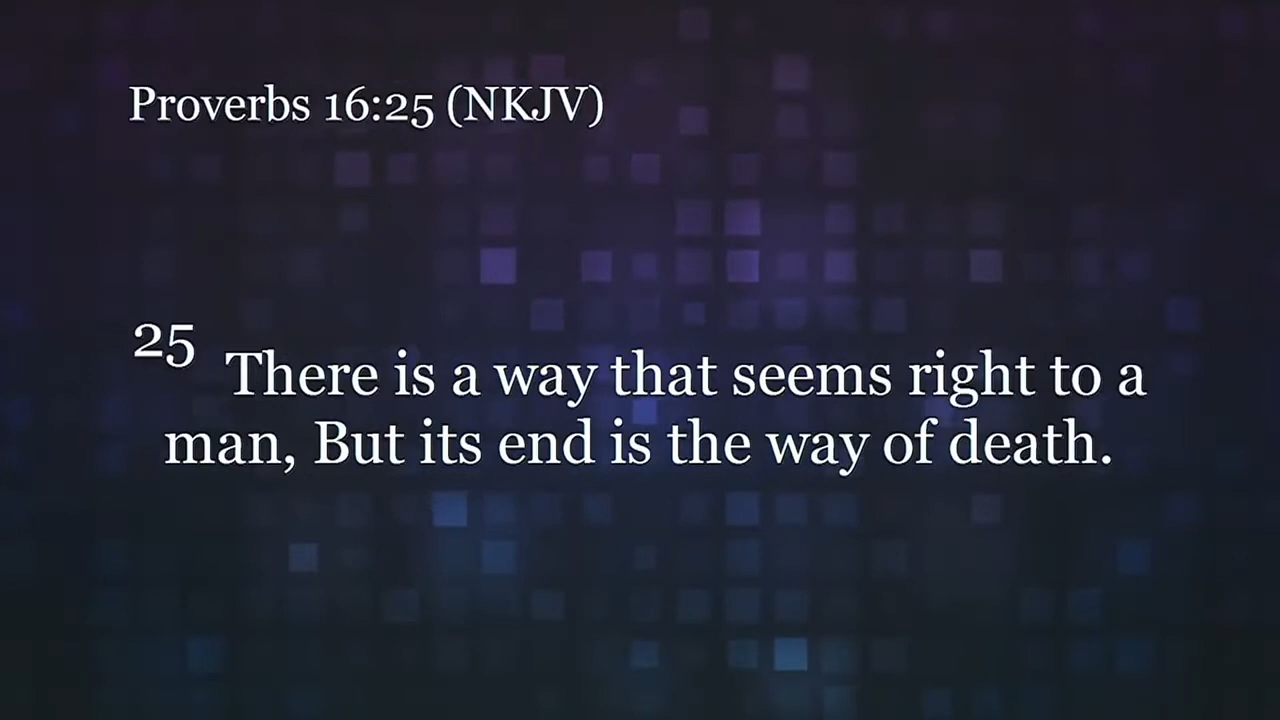 Proverbs 16:25 (NKJV)
25 There is a way that seems right to a
man, But its end is the way of death.